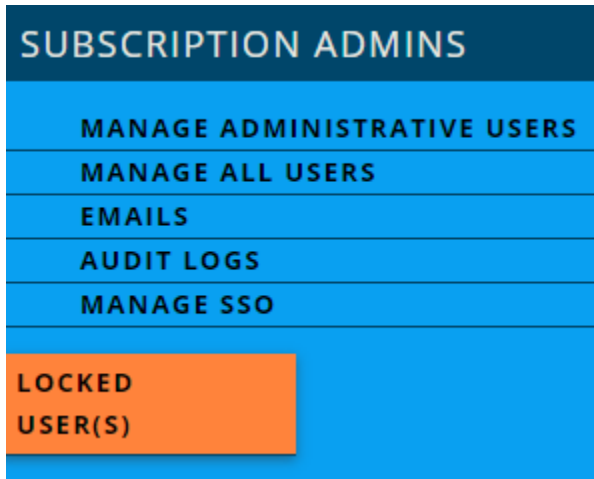 SUBSCRIPTION ADMINS
MANAGE ADMINISTRATIVE USERS
MANAGE ALL USERS
EMAILS
AUDIT LOGS
MANAGE SSO
LOCKED
USER(S)